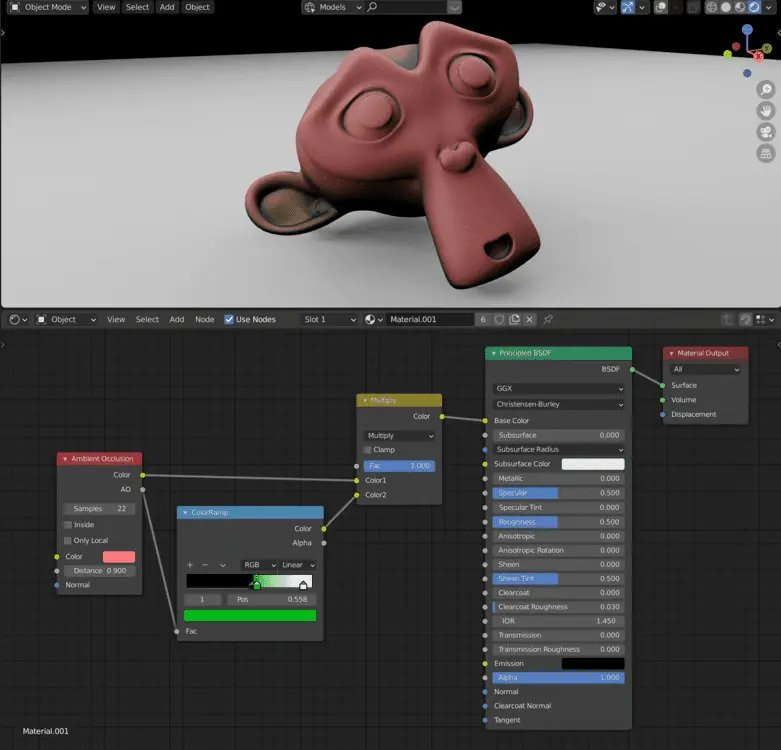 Object Mode View Select Add Object Models
Y
X
Object View Select Add Node Use Nodes Slot 1 Material.001 6
Principled BSDF
BSDF
GGX
Christensen-Burley
Base Color
Subsurface 0.000
Subsurface Radius
Subsurface Color
Metallic 0.000
Specular 0.500
Specular Tint 0.000
Roughness 0.500
Anisotropic 0.000
Anisotropic Rotation 0.000
Sheen 0.000
Sheen Tint 0.500
Clearcoat 0.000
Clearcoat Roughness 0.030
IOR 1.450
Transmission 0.000
Transmission Roughness 0.000
Emission
Alpha 1.000
Normal
Clearcoat Normal
Tangent
Material Output
All
Surface
Volume
Displacement
Multiply
Color
Multiply
Clamp
Fac 1.000
Color1
Color2
Ambient Occlusion
Color
AO
Samples 22
Inside
Only Local
Color
Distance 0.900
Normal
ColorRamp
Color
Alpha
+ − RGB Linear
1 Pos 0.558
Fac
Material.001